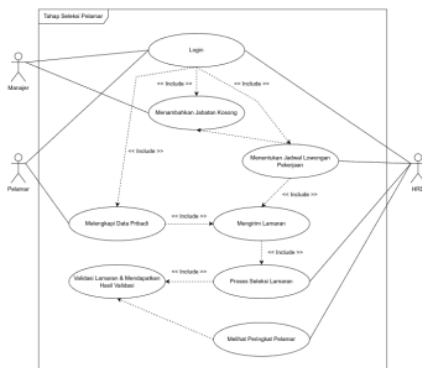 Tahap Seleksi Pelamar
Login
Manajer
<< Include >>
<< Include >>
<< Include >>
Menambahkan Jabatan Kosong
<< Include >>
Menentukan Jadwal Lowongan
Pekerjaan
Pelamar
HRD
<< Include >>
Melengkapi Data Pribadi
<< Include >>
Mengirim Lamaran
<< Include >>
Validasi Lamaran & Mendapatkan
Hasil Validasi
<< Include >>
Proses Seleksi Lamaran
Melihat Peringkat Pelamar